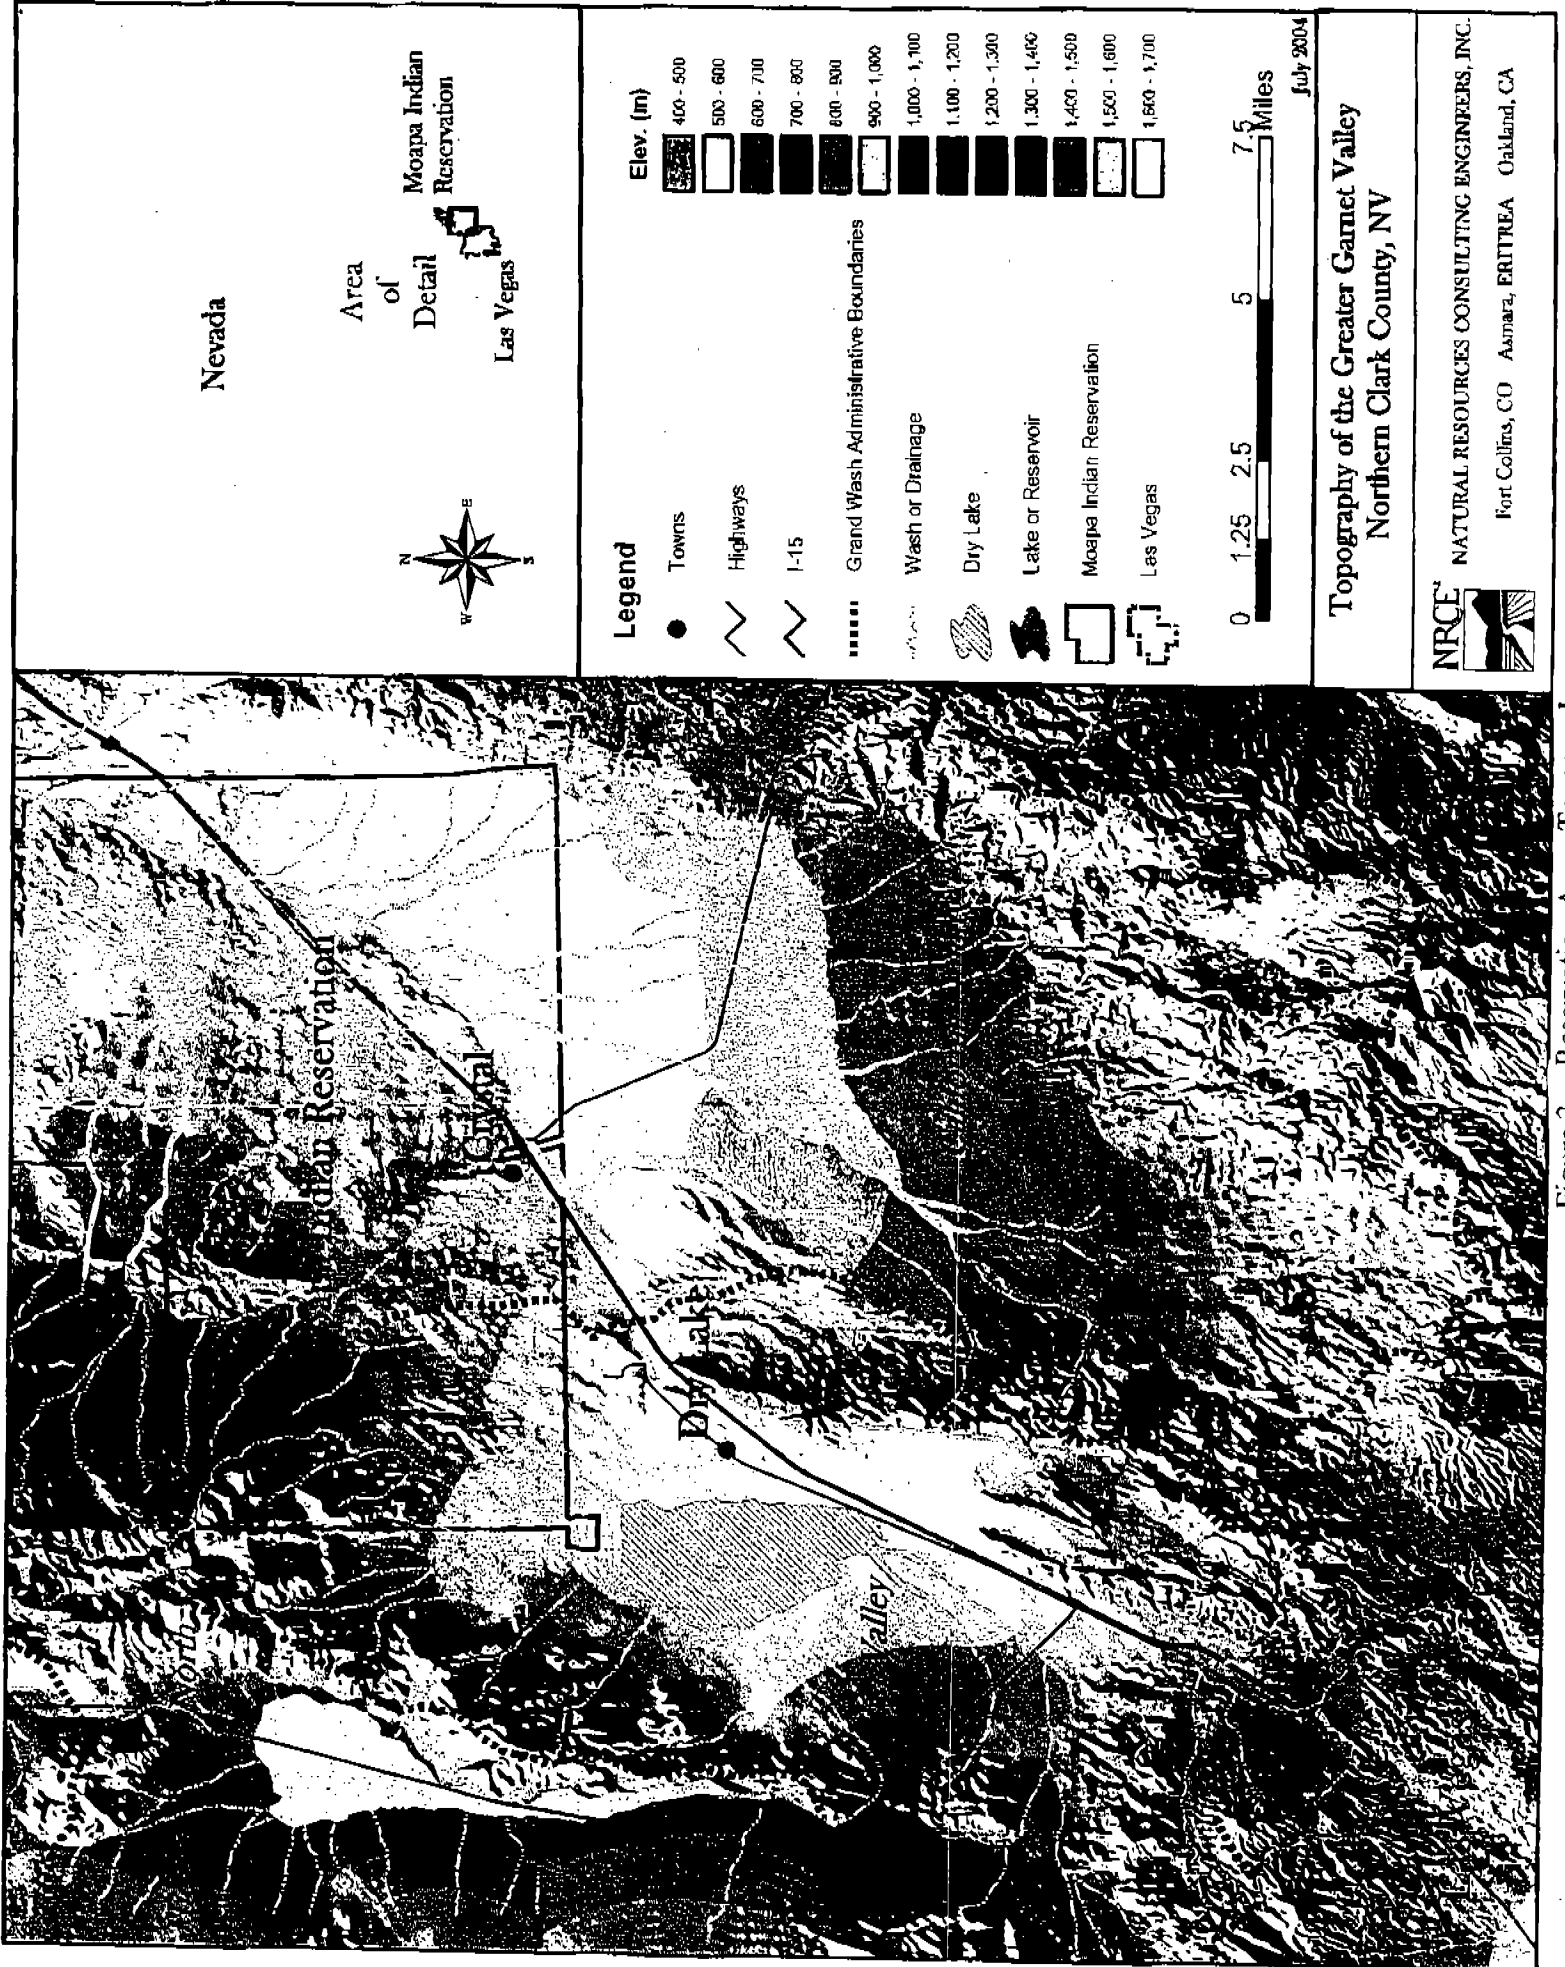 Nevada
Area
of
Detail
Moapa Indian
Reservation
Las Vegas
N
E
S
W
Legend
Towns
Highways
I-15
Grand Wash Administrative Boundaries
Wash or Drainage
Dry Lake
Lake or Reservoir
Moapa Indian Reservation
Las Vegas
Elev. (m)
400 - 500
500 - 600
600 - 700
700 - 800
800 - 900
900 - 1,000
1,000 - 1,100
1,100 - 1,200
1,200 - 1,300
1,300 - 1,400
1,400 - 1,500
1,500 - 1,600
1,600 - 1,700
0 1.25 2.5 5 7.5
Miles
July 2004
Topography of the Greater Garnet Valley
Northern Clark County, NV
NRCE
NATURAL RESOURCES CONSULTING ENGINEERS, INC.
Fort Collins, CO Asmara, ERITREA Oakland, CA
Indian Reservation
Crystal
Dry Lake
Valley